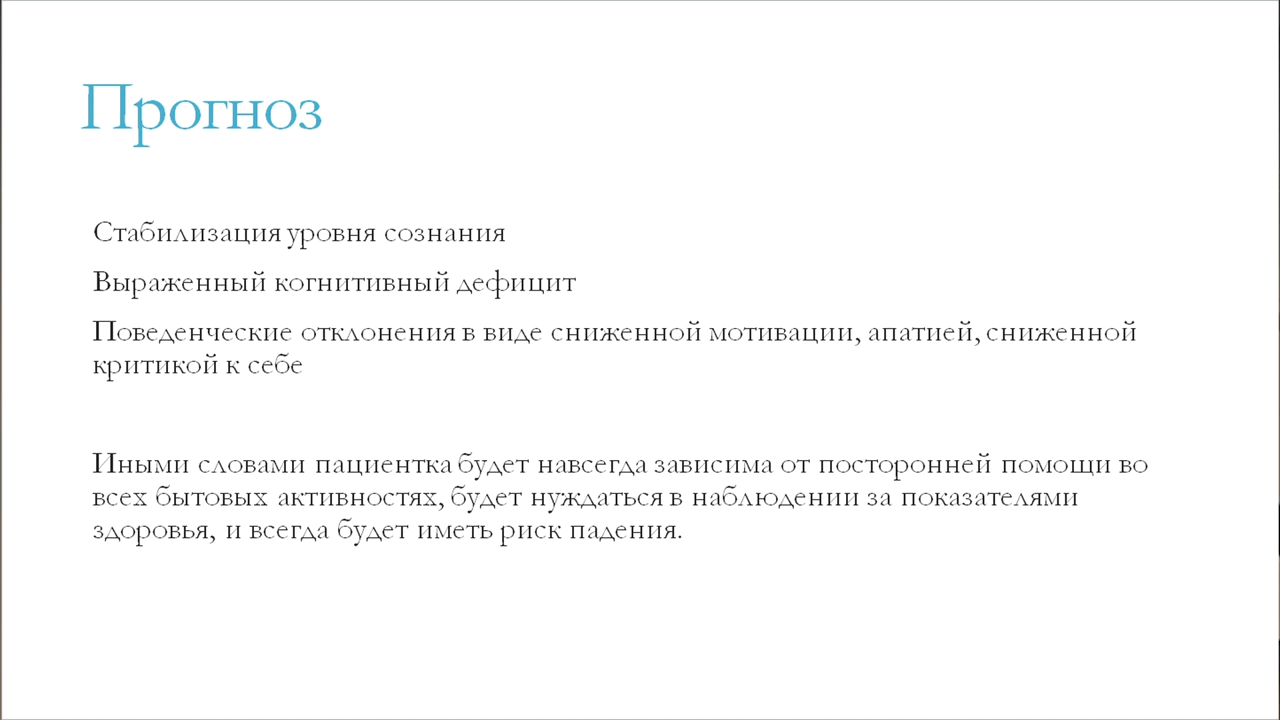 Прогноз
Стабилизация уровня сознания
Выраженный когнитивный дефицит
Поведенческие отклонения в виде сниженной мотивации, апатией, сниженной
критикой к себе
Иными словами пациентка будет навсегда зависима от посторонней помощи во
всех бытовых активностях, будет нуждаться в наблюдении за показателями
здоровья, и всегда будет иметь риск падения.